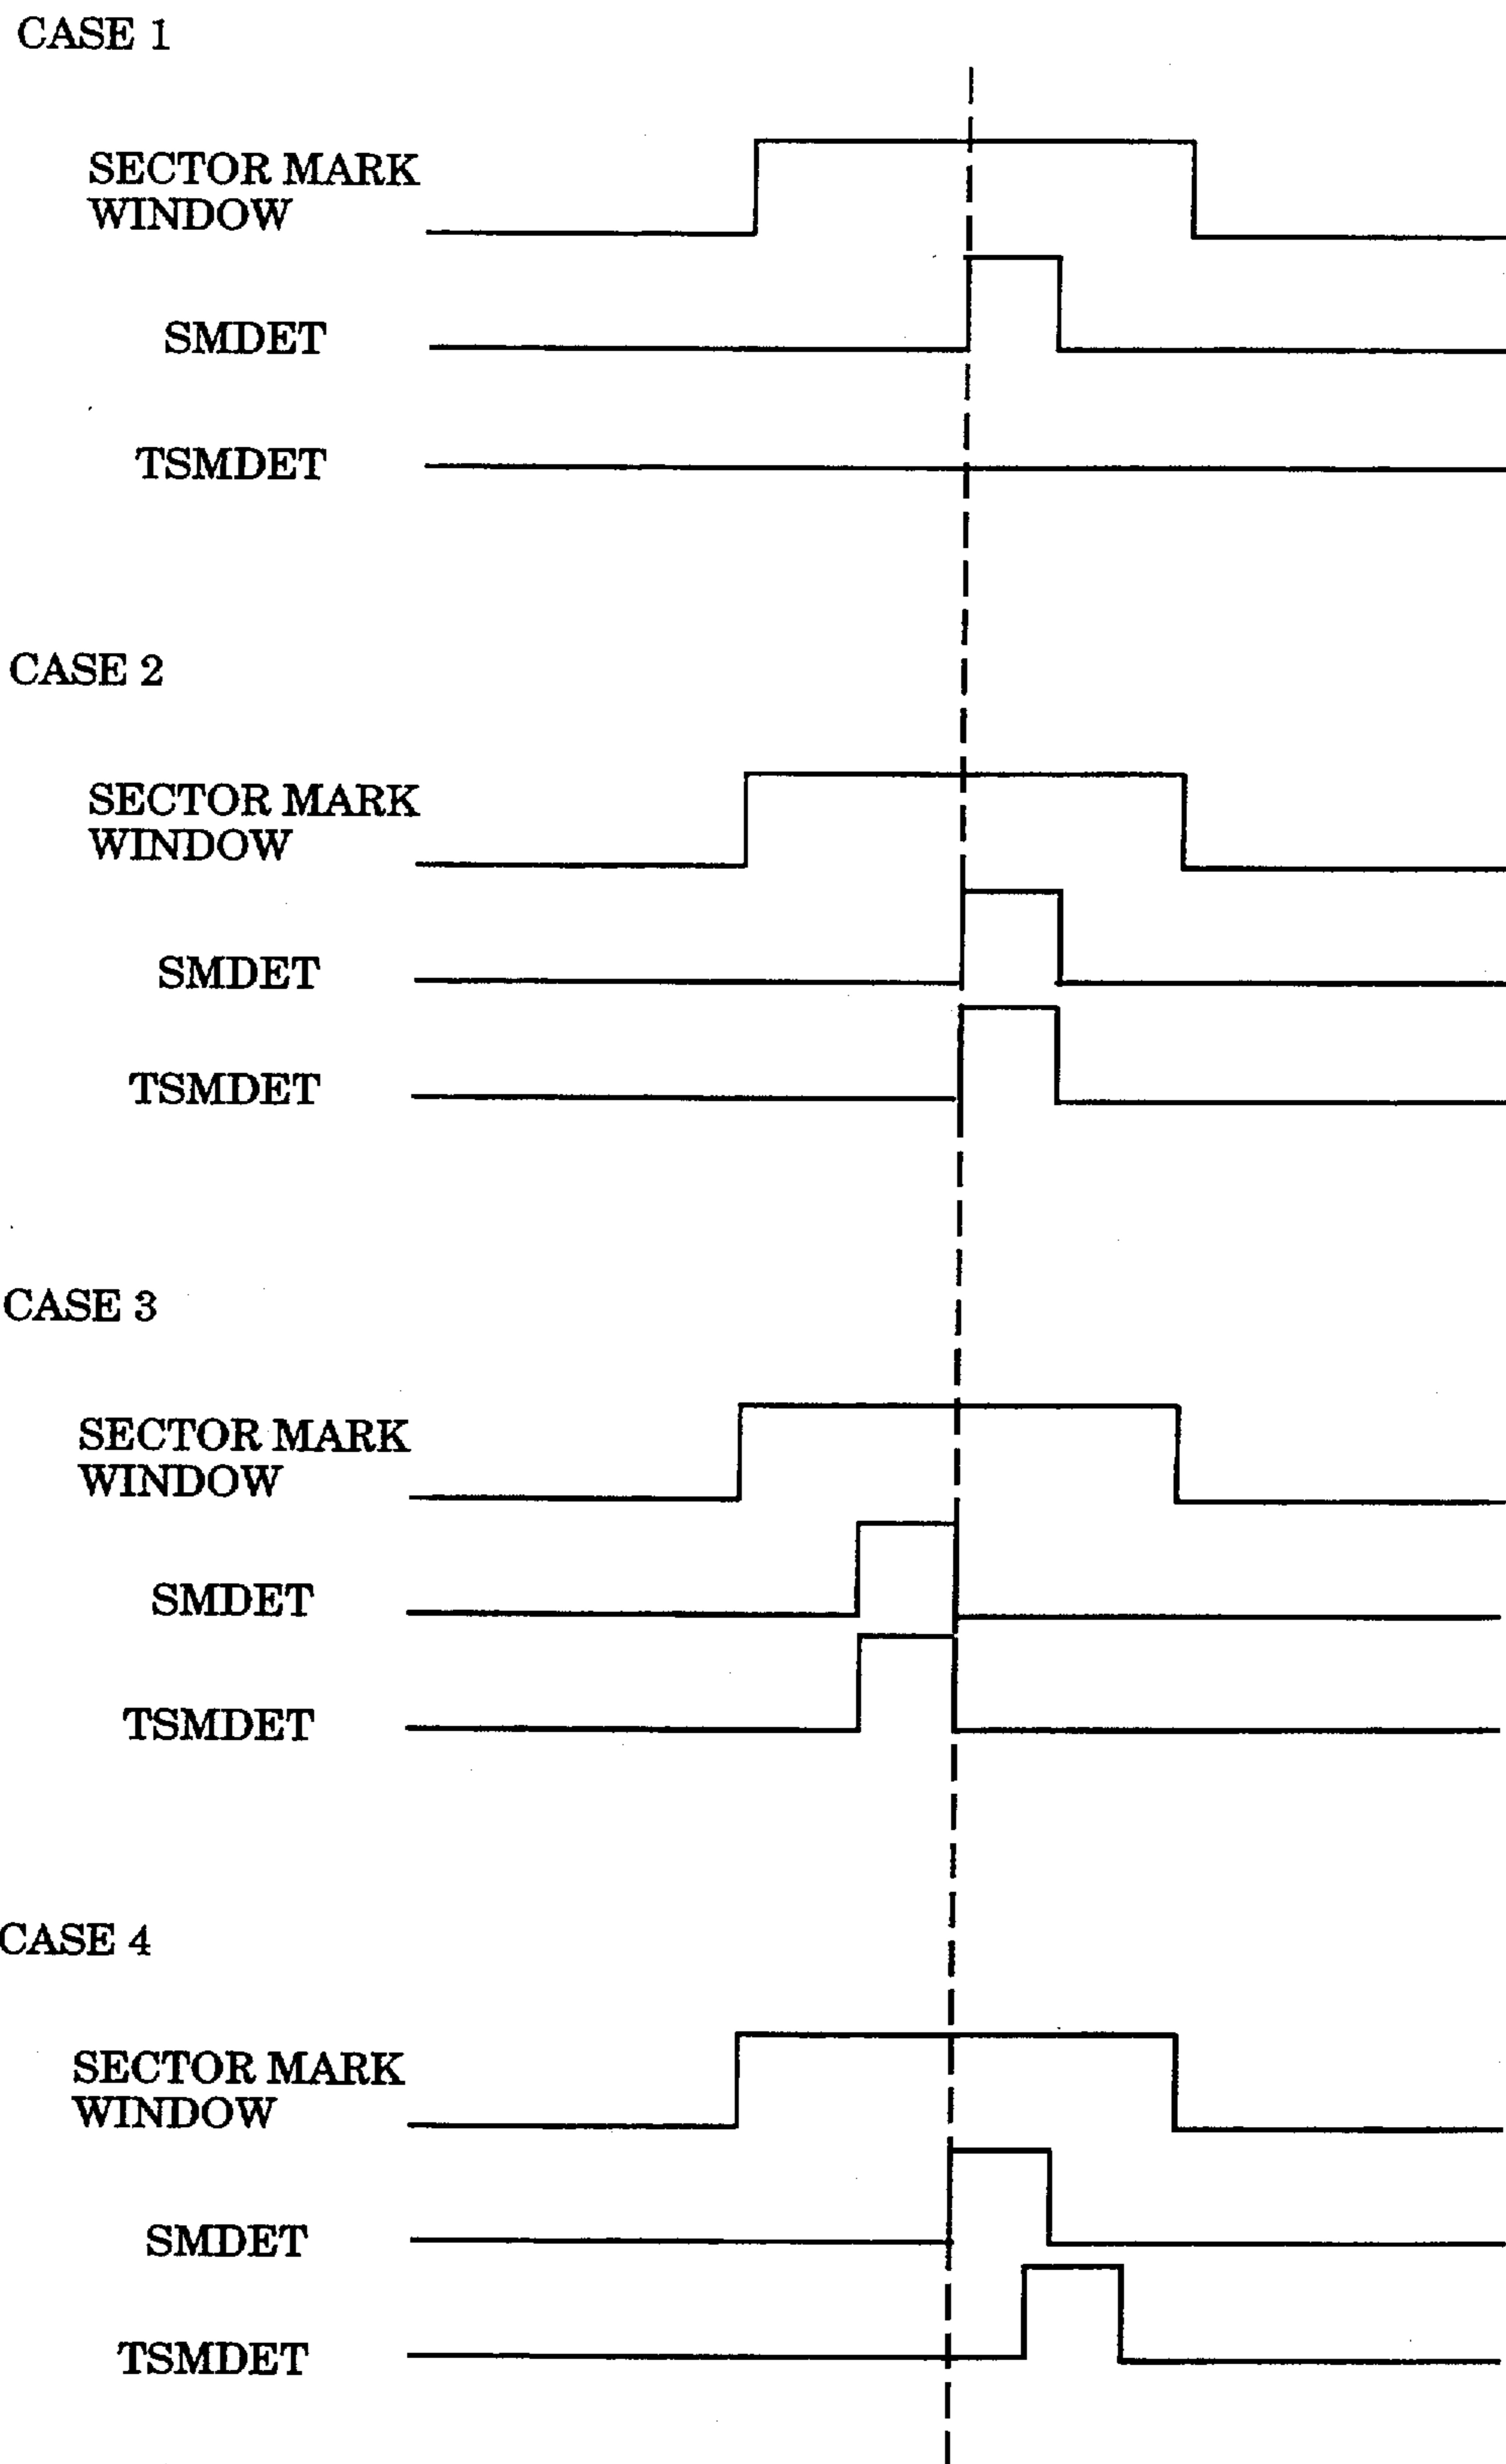 CASE 1
SECTOR MARK
WINDOW
SMDET
TSMDET
CASE 2
SECTOR MARK
WINDOW
SMDET
TSMDET
CASE 3
SECTOR MARK
WINDOW
SMDET
TSMDET
CASE 4
SECTOR MARK
WINDOW
SMDET
TSMDET